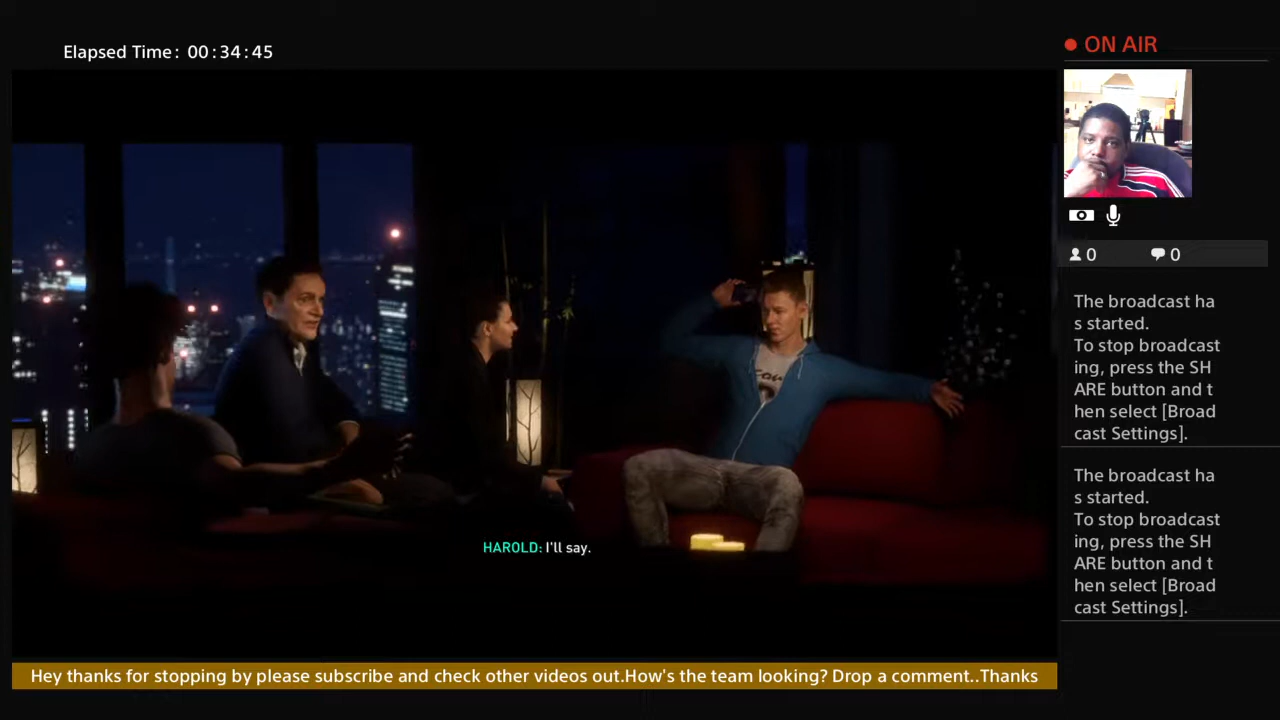 Elapsed Time: 00:34:45
ON AIR
0
0
The broadcast ha
s started.
To stop broadcast
ing, press the SH
ARE button and t
hen select [Broad
cast Settings].
The broadcast ha
s started.
To stop broadcast
ing, press the SH
ARE button and t
hen select [Broad
cast Settings].
HAROLD: I'll say.
Hey thanks for stopping by please subscribe and check other videos out.How's the team looking? Drop a comment..Thanks